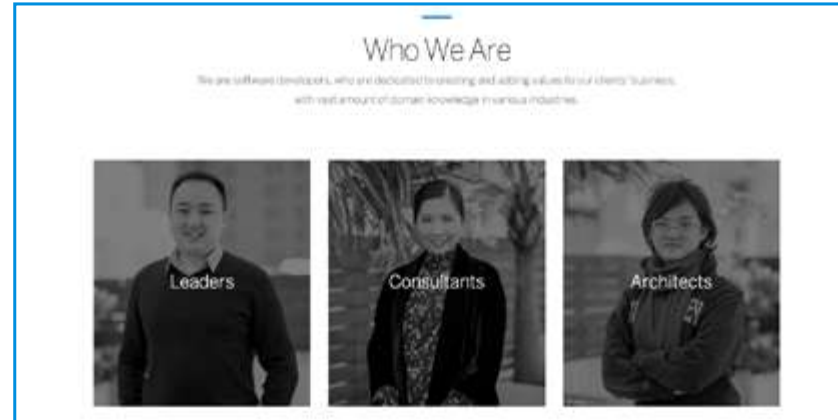 Who We Are
We are software developers, who are dedicated to creating and adding values to our clients' business,
with vast amount of domain knowledge in various industries.
Leaders
Consultants
Architects